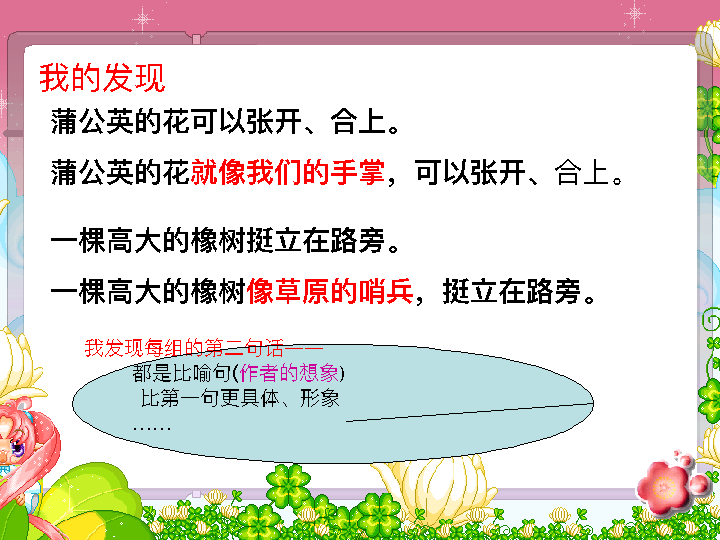 我的发现
蒲公英的花可以张开、合上。
蒲公英的花就像我们的手掌，可以张开、合上。
一棵高大的橡树挺立在路旁。
一棵高大的橡树像草原的哨兵，挺立在路旁。
我发现每组的第二句话——
都是比喻句(作者的想象)
比第一句更具体、形象
……